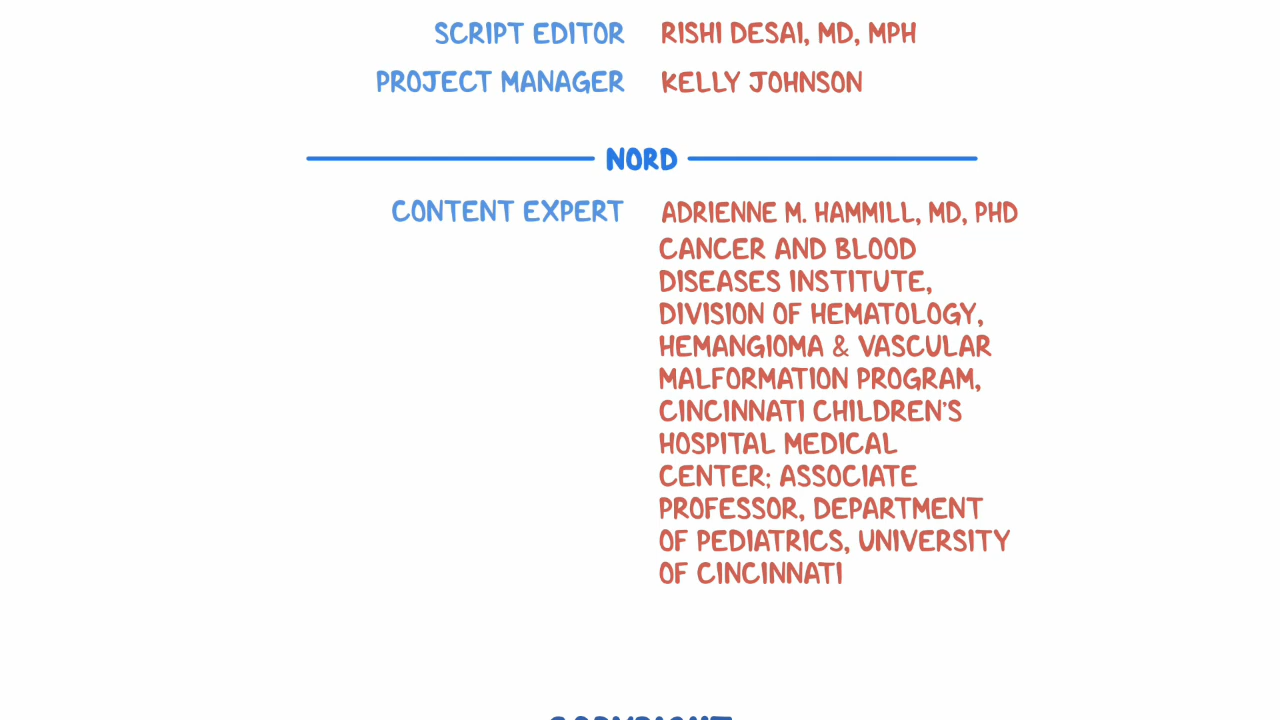 SCRIPT EDITOR RISHI DESAI, MD, MPH
PROJECT MANAGER KELLY JOHNSON
NORD
CONTENT EXPERT ADRIENNE M. HAMMILL, MD, PHD
CANCER AND BLOOD
DISEASES INSTITUTE,
DIVISION OF HEMATOLOGY,
HEMANGIOMA & VASCULAR
MALFORMATION PROGRAM,
CINCINNATI CHILDREN'S
HOSPITAL MEDICAL
CENTER; ASSOCIATE
PROFESSOR, DEPARTMENT
OF PEDIATRICS, UNIVERSITY
OF CINCINNATI